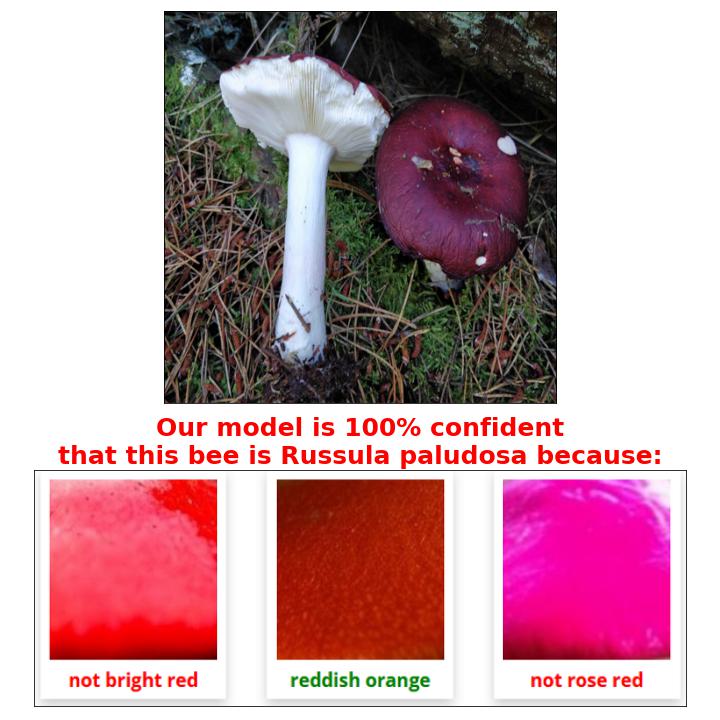 Our model is 100% confident
that this bee is Russula paludosa because:
not bright red
reddish orange
not rose red